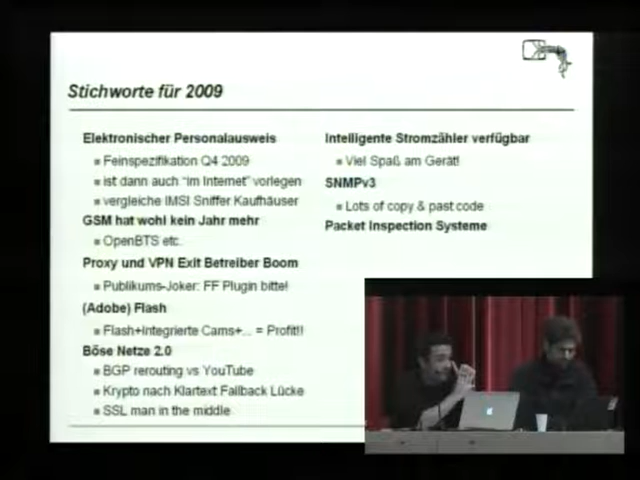 Stichworte für 2009
Elektronischer Personalausweis
Feinspezifikation Q4 2009
ist dann auch "im Internet" vorlegen
vergleiche IMSI Sniffer Kaufhäuser
GSM hat wohl kein Jahr mehr
OpenBTS etc.
Proxy und VPN Exit Betreiber Boom
Publikums-Joker: FF Plugin bitte!
(Adobe) Flash
Flash+Integrierte Cams+... = Profit!!
Böse Netze 2.0
BGP rerouting vs YouTube
Krypto nach Klartext Fallback Lücke
SSL man in the middle
Intelligente Stromzähler verfügbar
Viel Spaß am Gerät!
SNMPv3
Lots of copy & past code
Packet Inspection Systeme